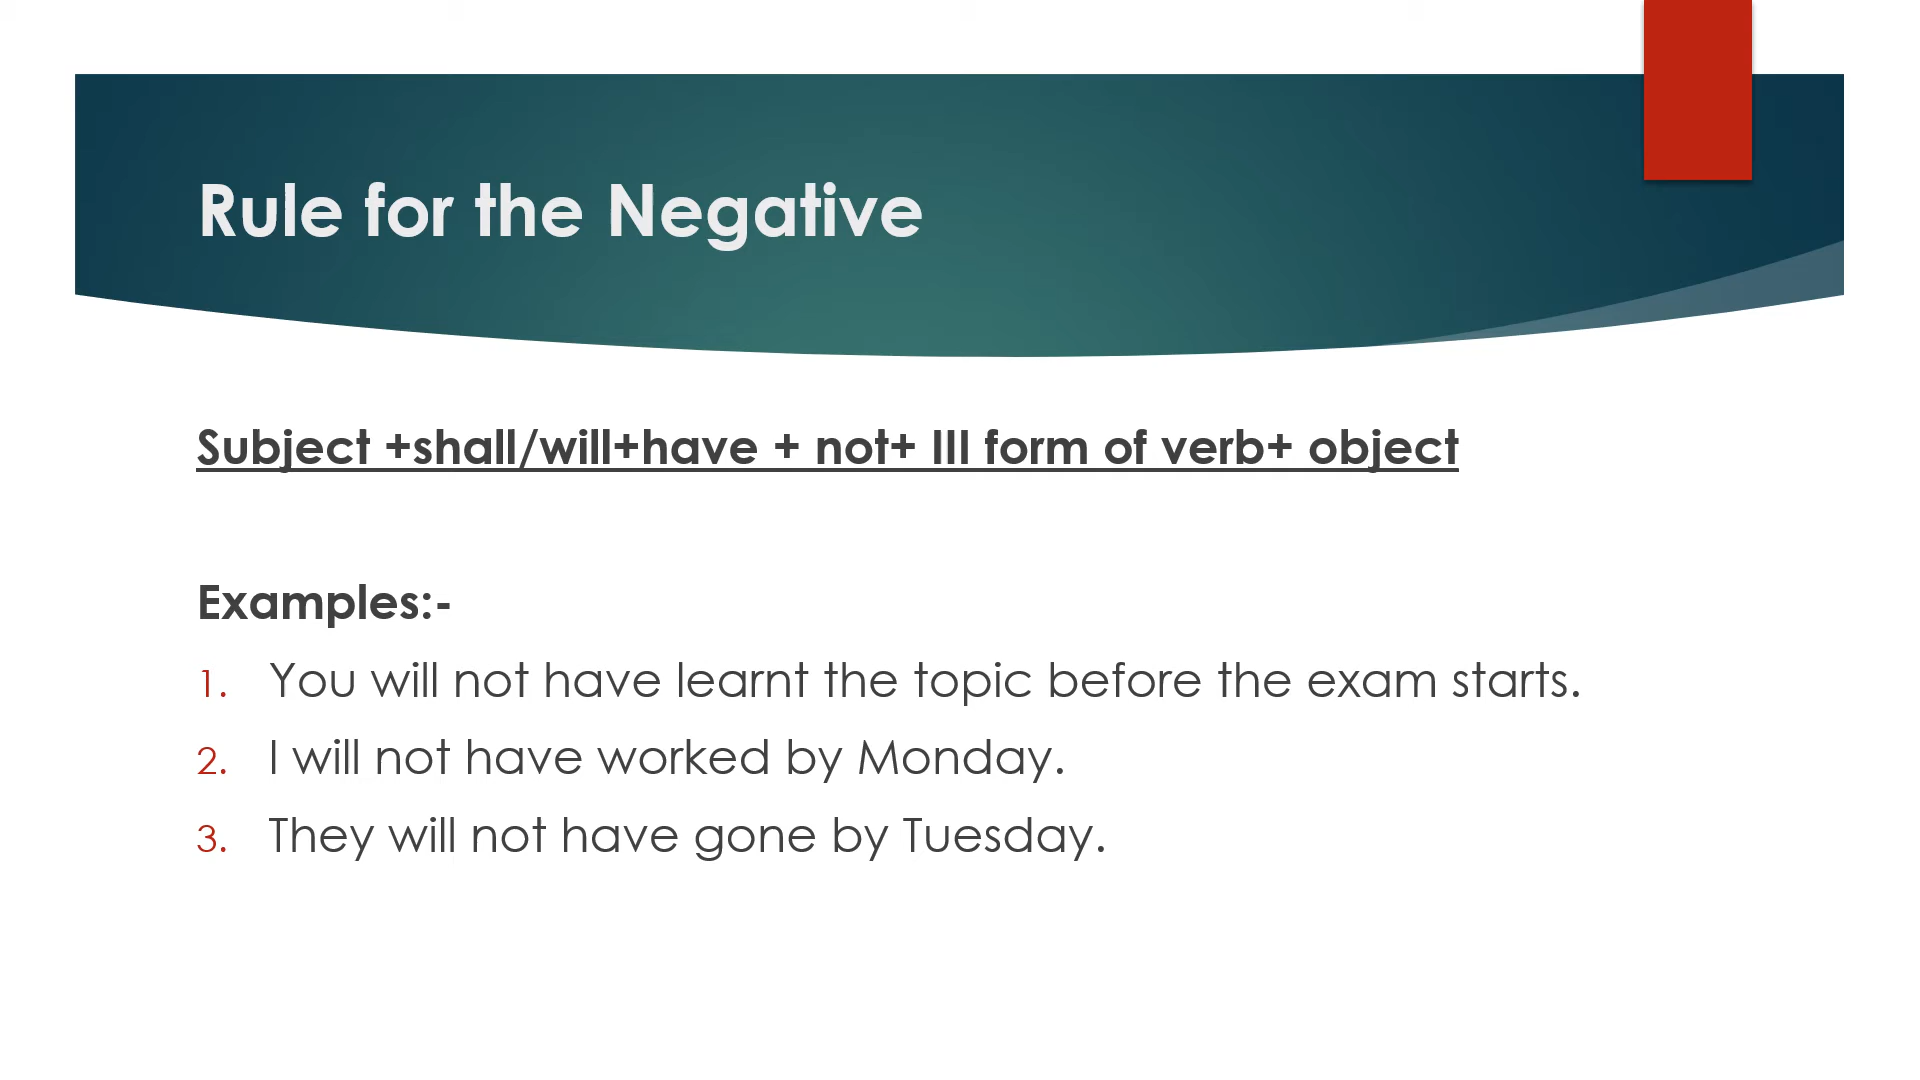 Rule for the Negative
Subject +shall/will+have + not+ III form of verb+ object
Examples:-
1. You will not have learnt the topic before the exam starts.
2. I will not have worked by Monday.
3. They will not have gone by Tuesday.